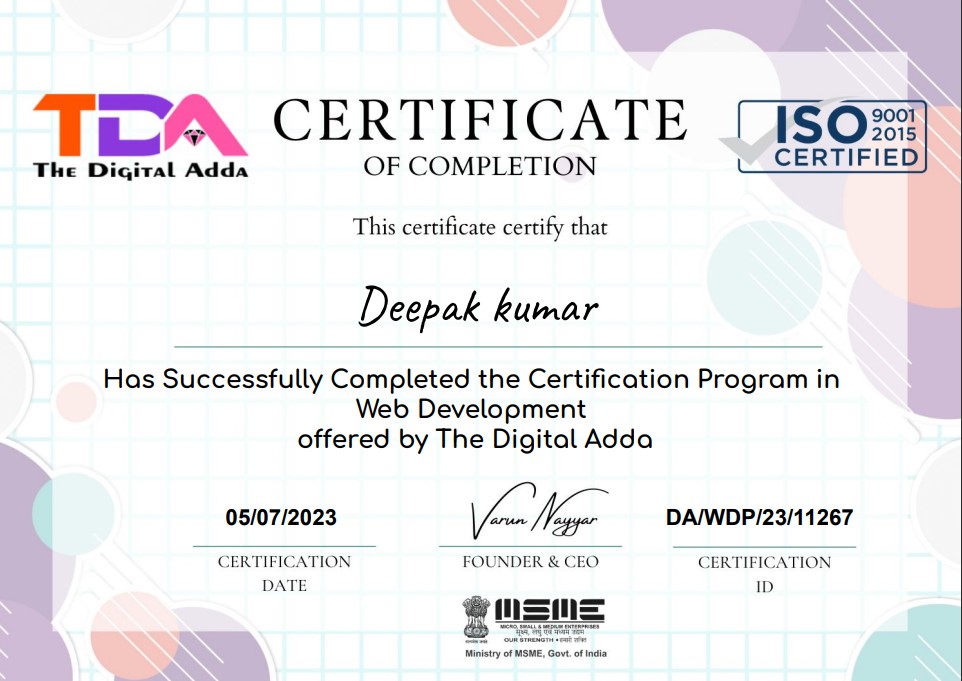 TDA
The Digital Adda
CERTIFICATE
OF COMPLETION
ISO 9001
2015
CERTIFIED
This certificate certify that
Deepak kumar
Has Successfully Completed the Certification Program in
Web Development
offered by The Digital Adda
05/07/2023
CERTIFICATION
DATE
Varun Nayyar
FOUNDER & CEO
DA/WDP/23/11267
CERTIFICATION
ID
सत्यमेव जयते
MSME
MICRO, SMALL & MEDIUM ENTERPRISES
सूक्ष्म, लघु एवं मध्यम उद्यम
OUR STRENGTH • हमारी शक्ति
Ministry of MSME, Govt. of India